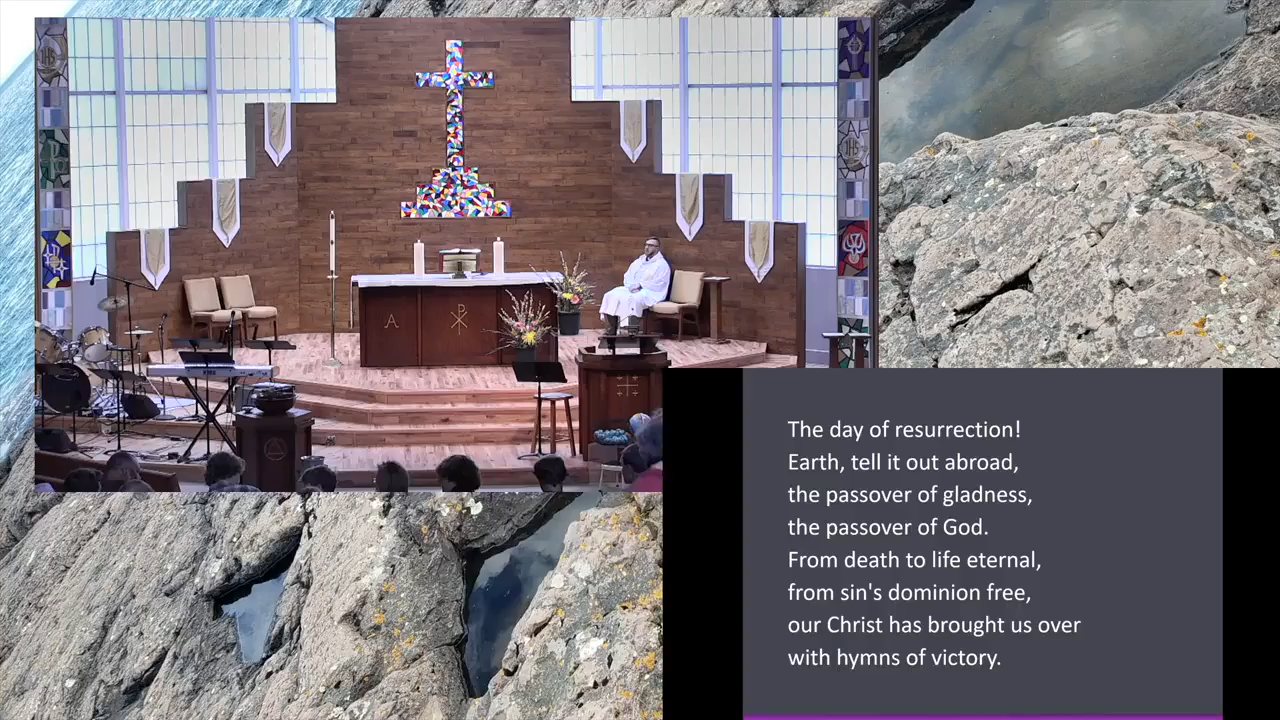 The day of resurrection!
Earth, tell it out abroad,
the passover of gladness,
the passover of God.
From death to life eternal,
from sin's dominion free,
our Christ has brought us over
with hymns of victory.